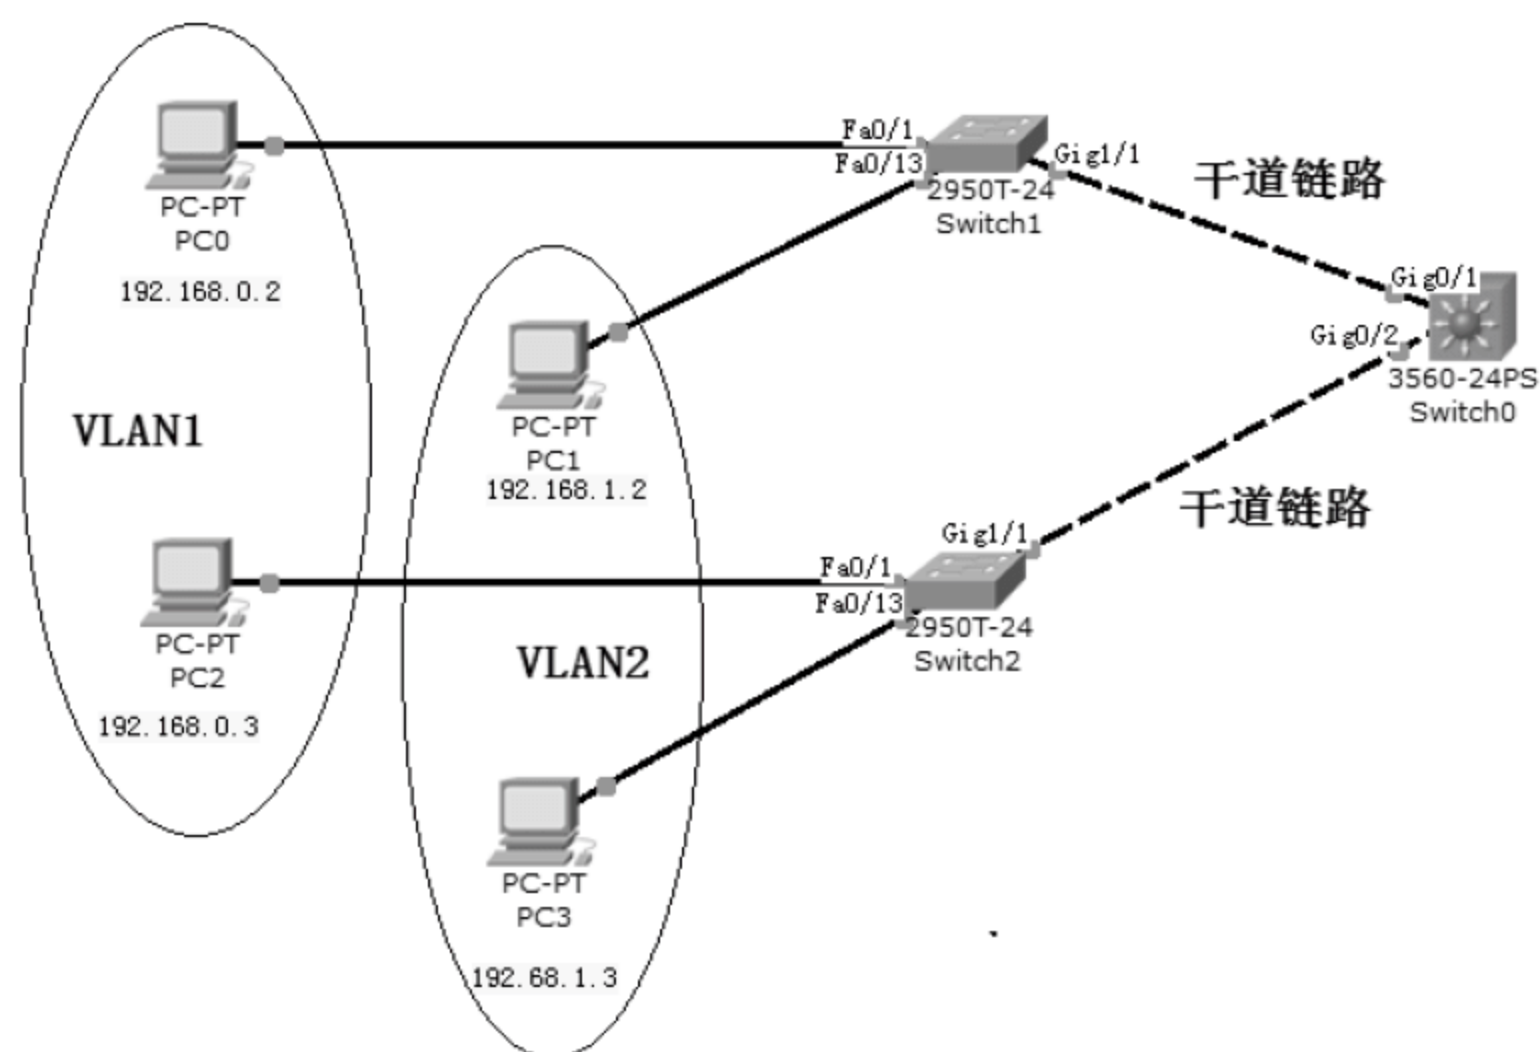 Fa0/1
Fa0/13
Gig1/1
干道链路
2950T-24
Switch1
PC-PT
PC0
192.168.0.2
Gig0/1
Gig0/2
3560-24PS
Switch0
VLAN1
PC-PT
PC1
192.168.1.2
干道链路
Gig1/1
Fa0/1
Fa0/13
2950T-24
Switch2
PC-PT
PC2
192.168.0.3
VLAN2
PC-PT
PC3
192.68.1.3